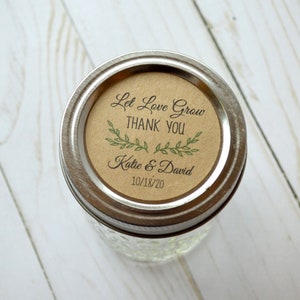 Let Love Grow
THANK YOU
Katie & David
10/18/20